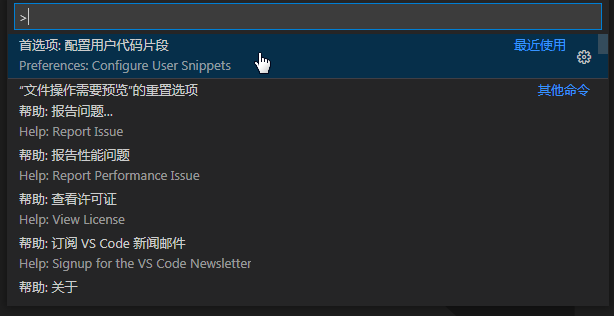 >
首选项: 配置用户代码片段 最近使用
Preferences: Configure User Snippets
"文件操作需要预览"的重置选项 其他命令
帮助: 报告问题...
Help: Report Issue
帮助: 报告性能问题
Help: Report Performance Issue
帮助: 查看许可证
Help: View License
帮助: 订阅 VS Code 新闻邮件
Help: Signup for the VS Code Newsletter
帮助: 关于